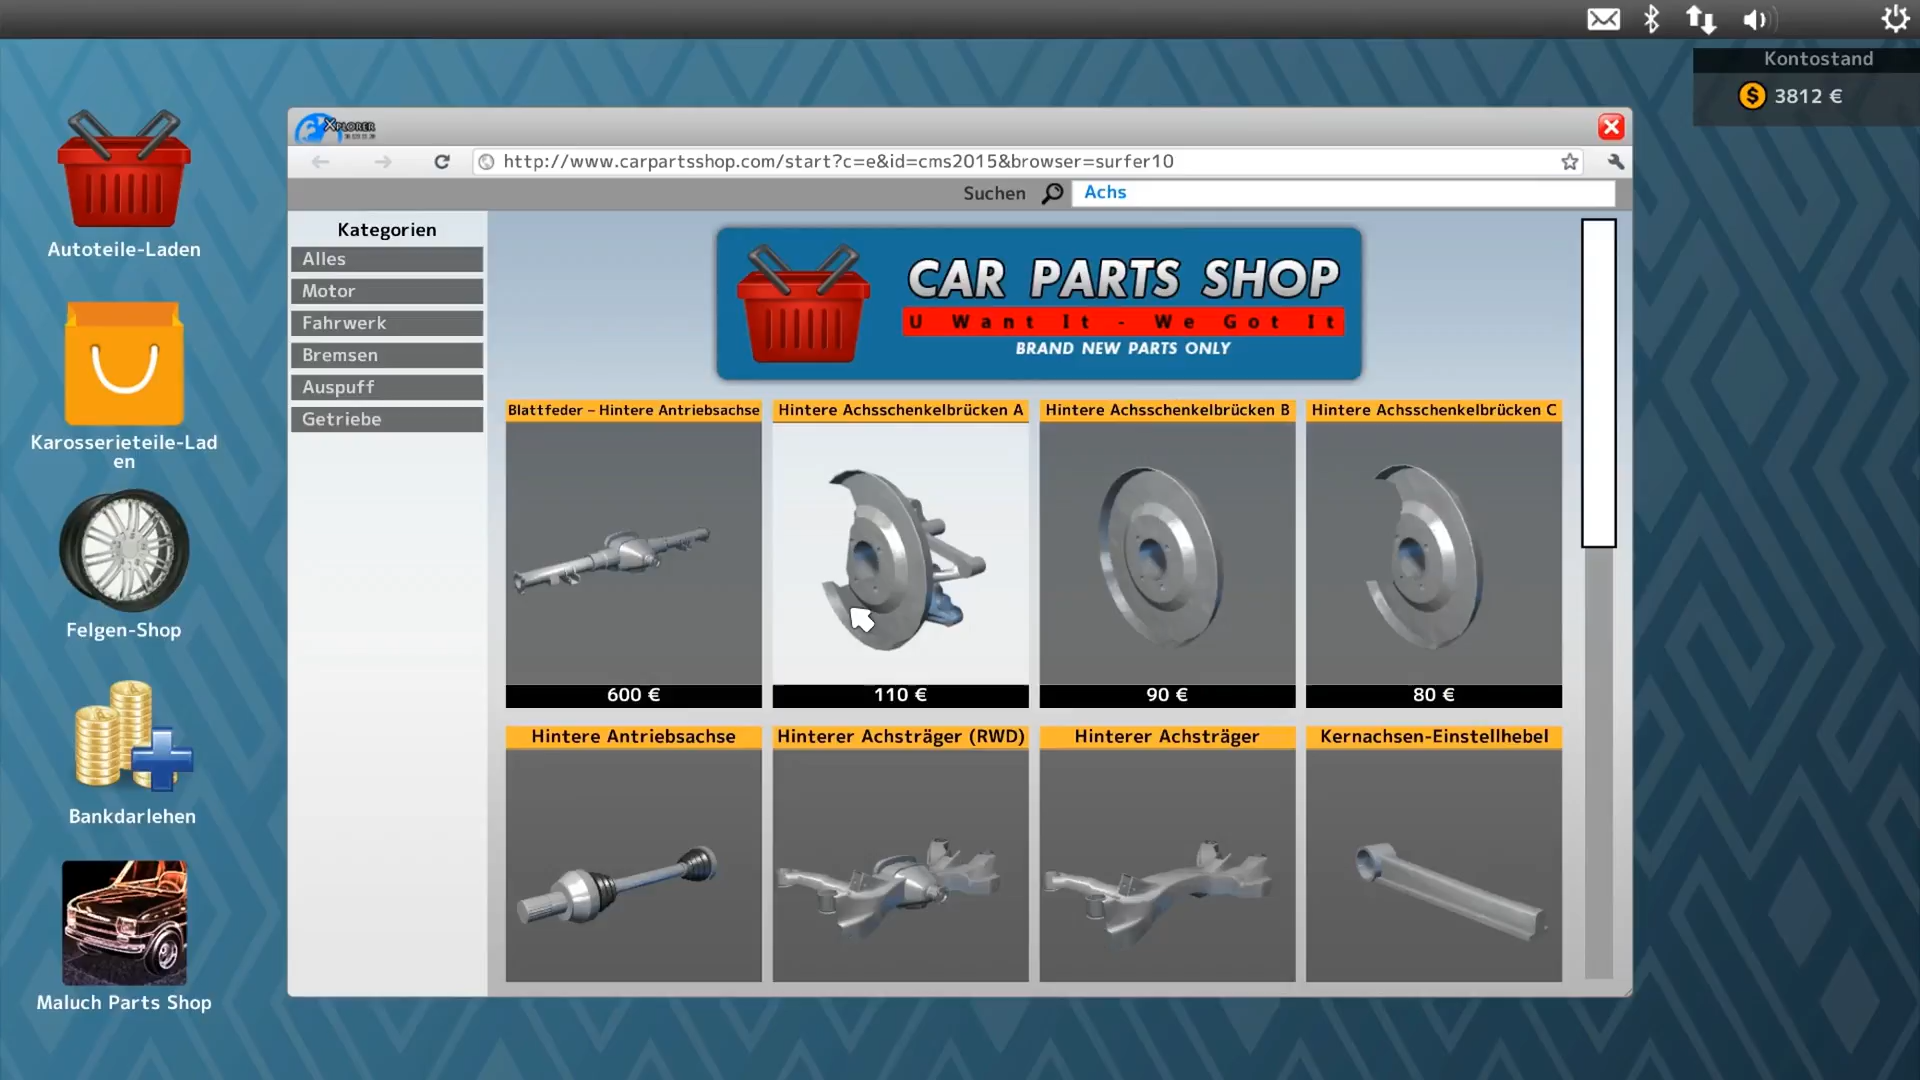 Kontostand
3812 €
Autoteile-Laden
Karosserieteile-Lad
en
Felgen-Shop
Bankdarlehen
Maluch Parts Shop
XPLORER
http://www.carpartsshop.com/start?c=e&id=cms2015&browser=surfer10
Suchen
Achs
Kategorien
Alles
Motor
Fahrwerk
Bremsen
Auspuff
Getriebe
CAR PARTS SHOP
U Want It - We Got It
BRAND NEW PARTS ONLY
Blattfeder – Hintere Antriebsachse
Hintere Achsschenkelbrücken A
Hintere Achsschenkelbrücken B
Hintere Achsschenkelbrücken C
600 €
110 €
90 €
80 €
Hintere Antriebsachse
Hinterer Achsträger (RWD)
Hinterer Achsträger
Kernachsen-Einstellhebel